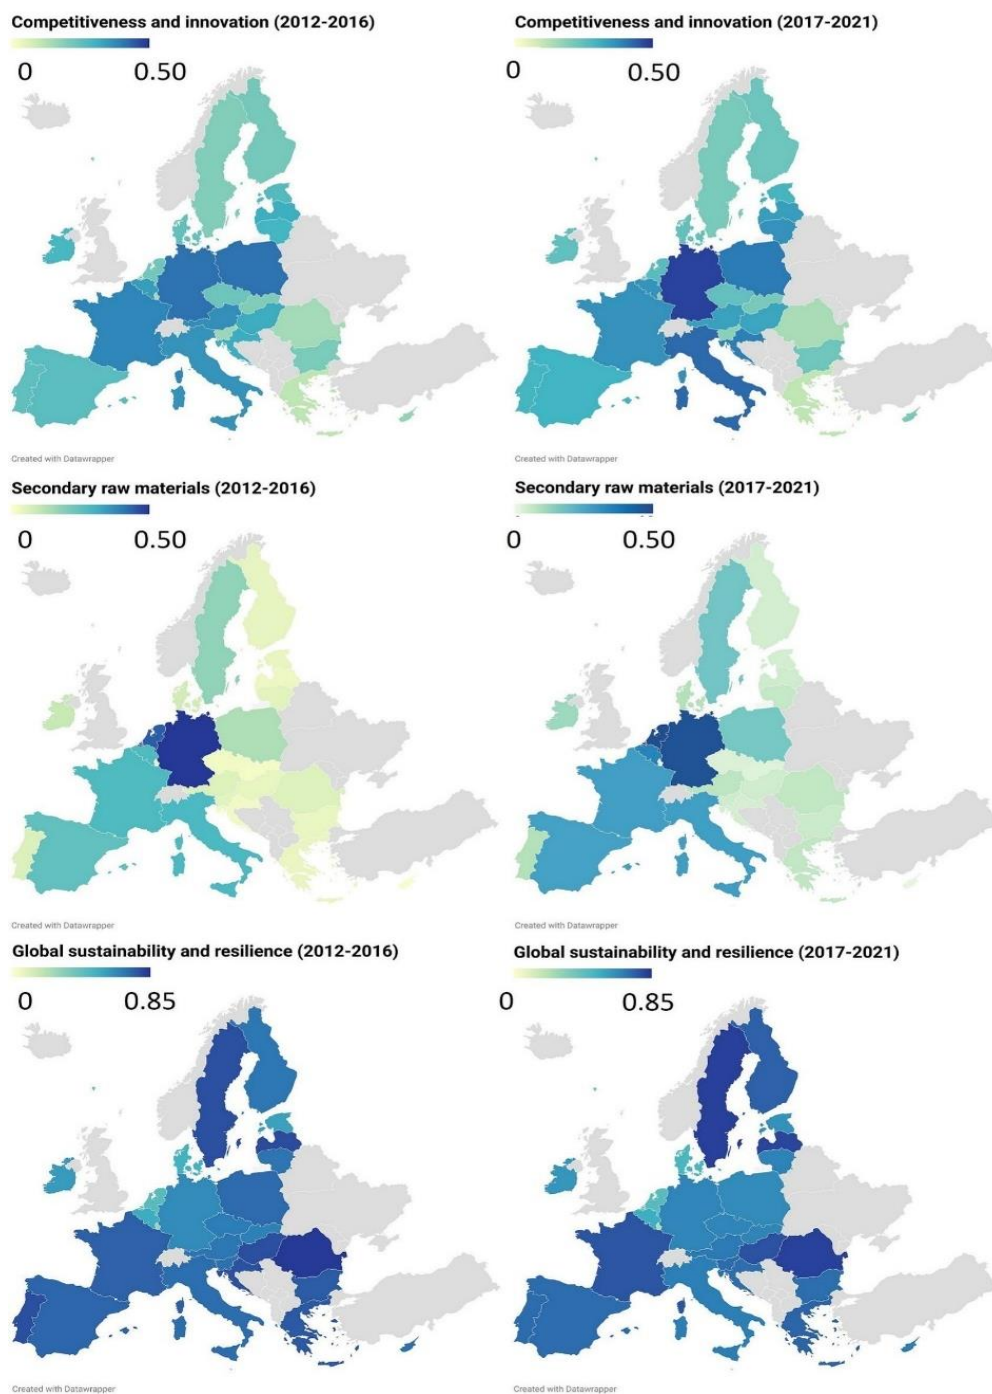 Competitiveness and innovation (2012-2016)
0 0.50
Created with Datawrapper
Competitiveness and innovation (2017-2021)
0 0.50
Created with Datawrapper
Secondary raw materials (2012-2016)
0 0.50
Created with Datawrapper
Secondary raw materials (2017-2021)
0 0.50
Created with Datawrapper
Global sustainability and resilience (2012-2016)
0 0.85
Created with Datawrapper
Global sustainability and resilience (2017-2021)
0 0.85
Created with Datawrapper